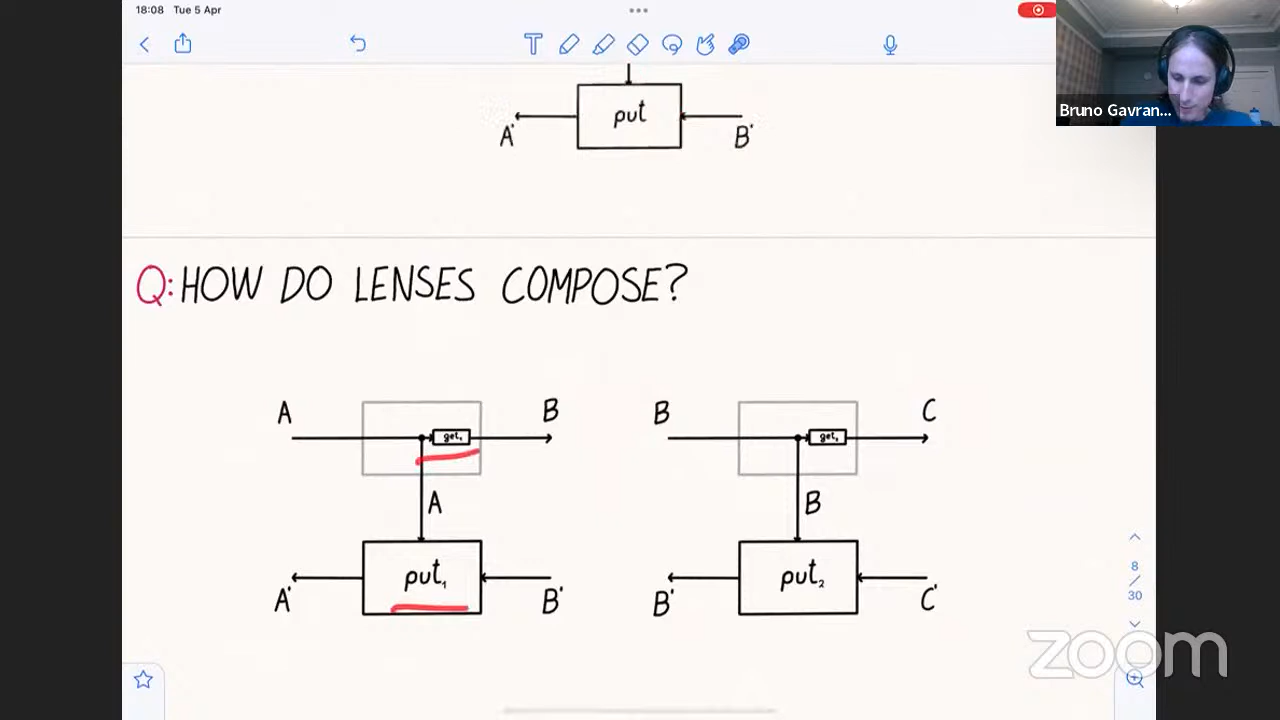 18:08 Tue 5 Apr
Bruno Gavran...
put
A' B'
Q: HOW DO LENSES COMPOSE?
A B B C
get₁ get₂
A B
put₁ put₂
A' B' B' C'
8
/
30
zoom